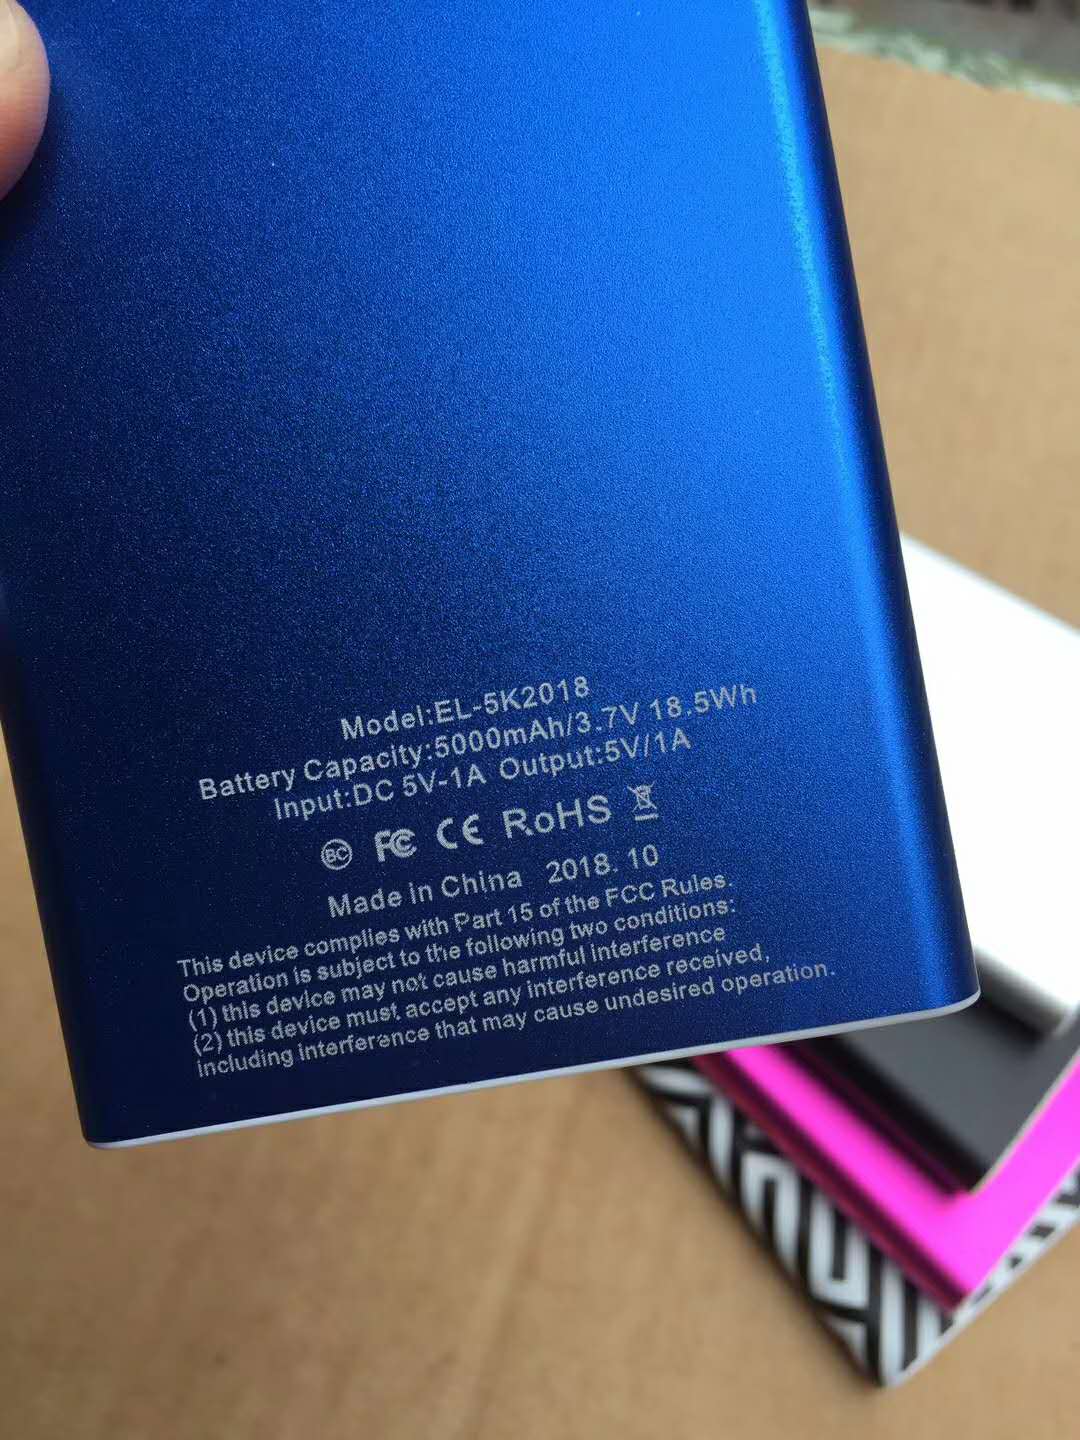 Model:EL-5K2018
Battery Capacity:5000mAh/3.7V 18.5Wh
Input:DC 5V-1A Output:5V/1A
BC FC CE RoHS
Made in China 2018. 10
This device complies with Part 15 of the FCC Rules.
Operation is subject to the following two conditions:
(1) this device may not cause harmful interference
(2) this device must accept any interference received,
including interference that may cause undesired operation.